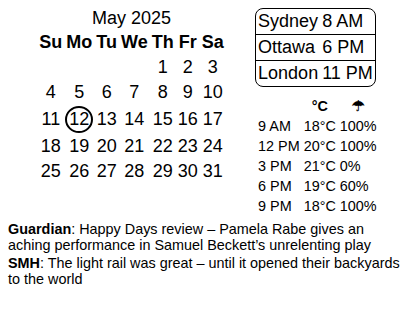 May 2025
Su Mo Tu We Th Fr Sa
1 2 3
4 5 6 7 8 9 10
11 12 13 14 15 16 17
18 19 20 21 22 23 24
25 26 27 28 29 30 31
Sydney 8 AM
Ottawa 6 PM
London 11 PM
°C ☂
9 AM 18°C 100%
12 PM 20°C 100%
3 PM 21°C 0%
6 PM 19°C 60%
9 PM 18°C 100%
Guardian: Happy Days review – Pamela Rabe gives an
aching performance in Samuel Beckett’s unrelenting play
SMH: The light rail was great – until it opened their backyards
to the world